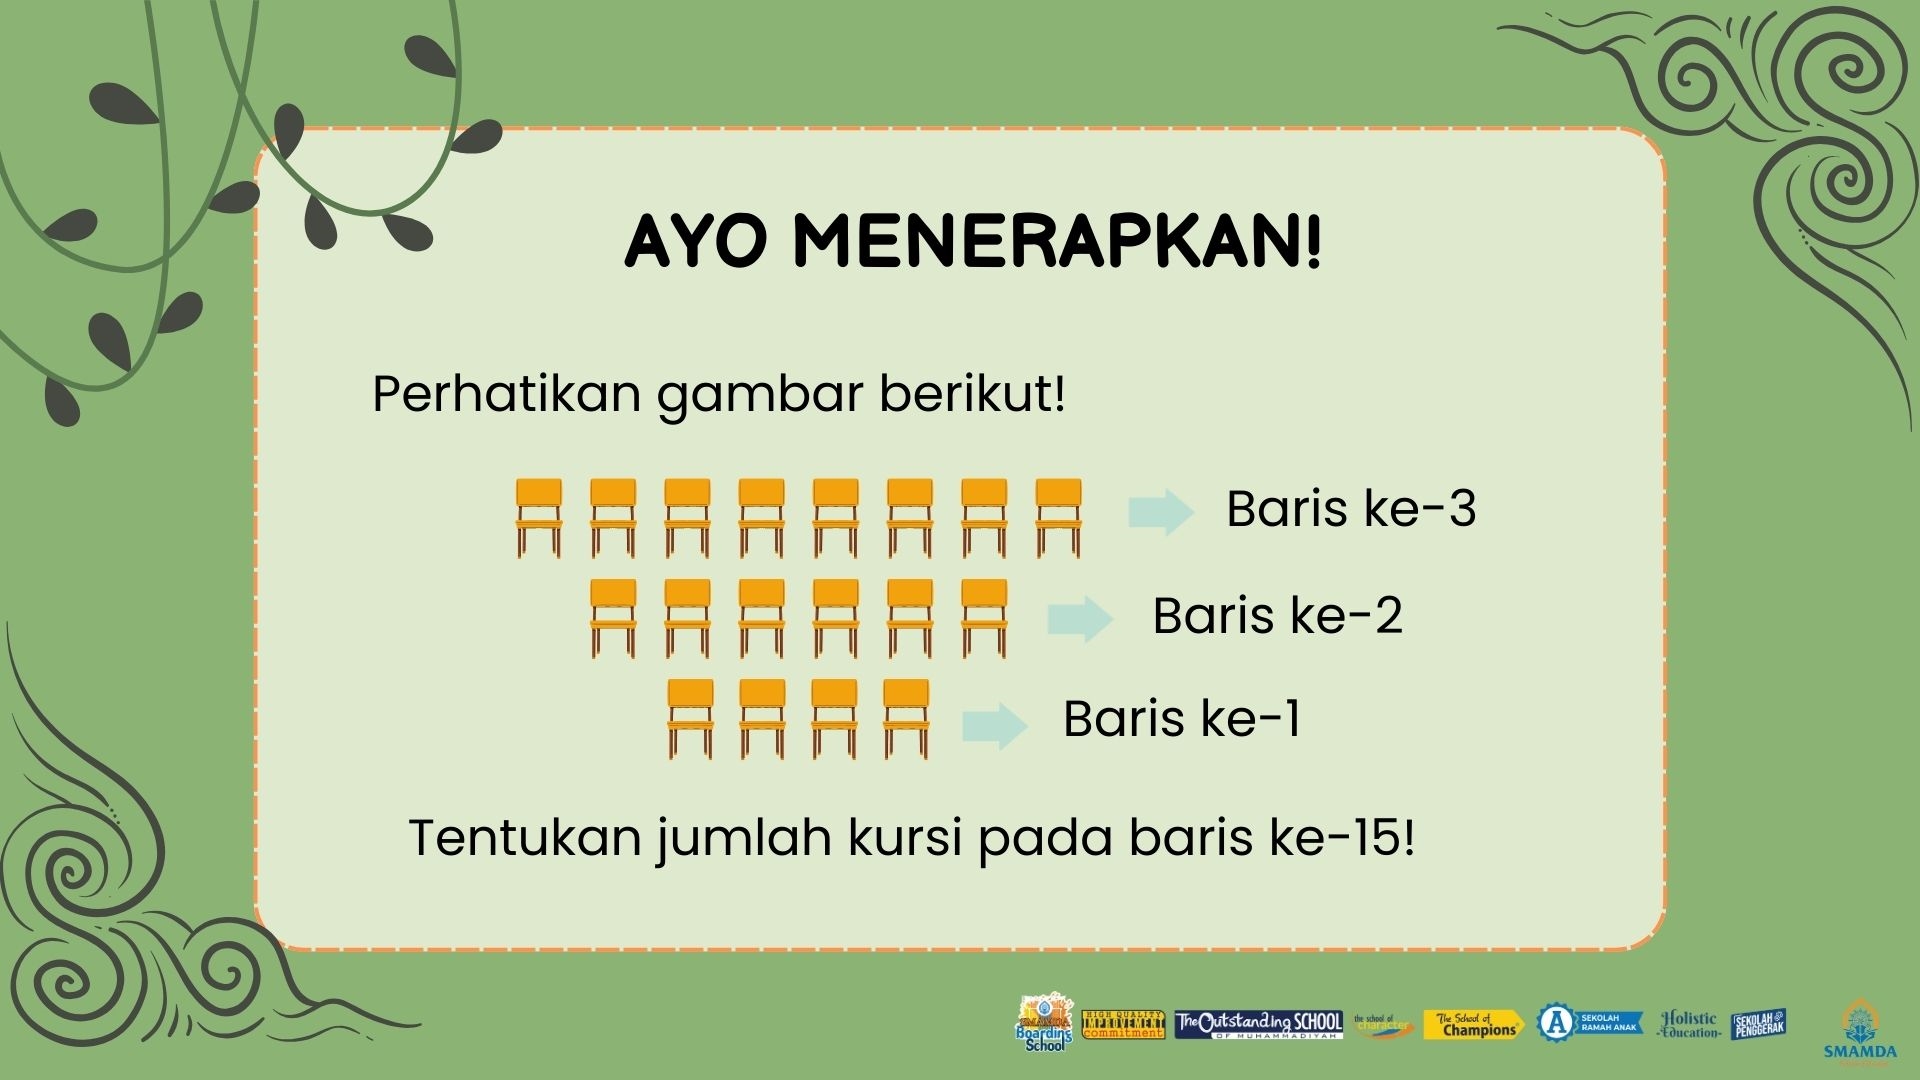 AYO MENERAPKAN!
Perhatikan gambar berikut!
Baris ke-3
Baris ke-2
Baris ke-1
Tentukan jumlah kursi pada baris ke-15!
SMAMDA
Boarding
School
HIGH QUALITY
IMPROVEMENT
commitment
The Outstanding SCHOOL
OF MUHAMMADIYAH
the school of
character
The School of
Champions
A
SEKOLAH
RAMAH ANAK
Holistic
-Education-
SEKOLAH
PENGGERAK
SMAMDA